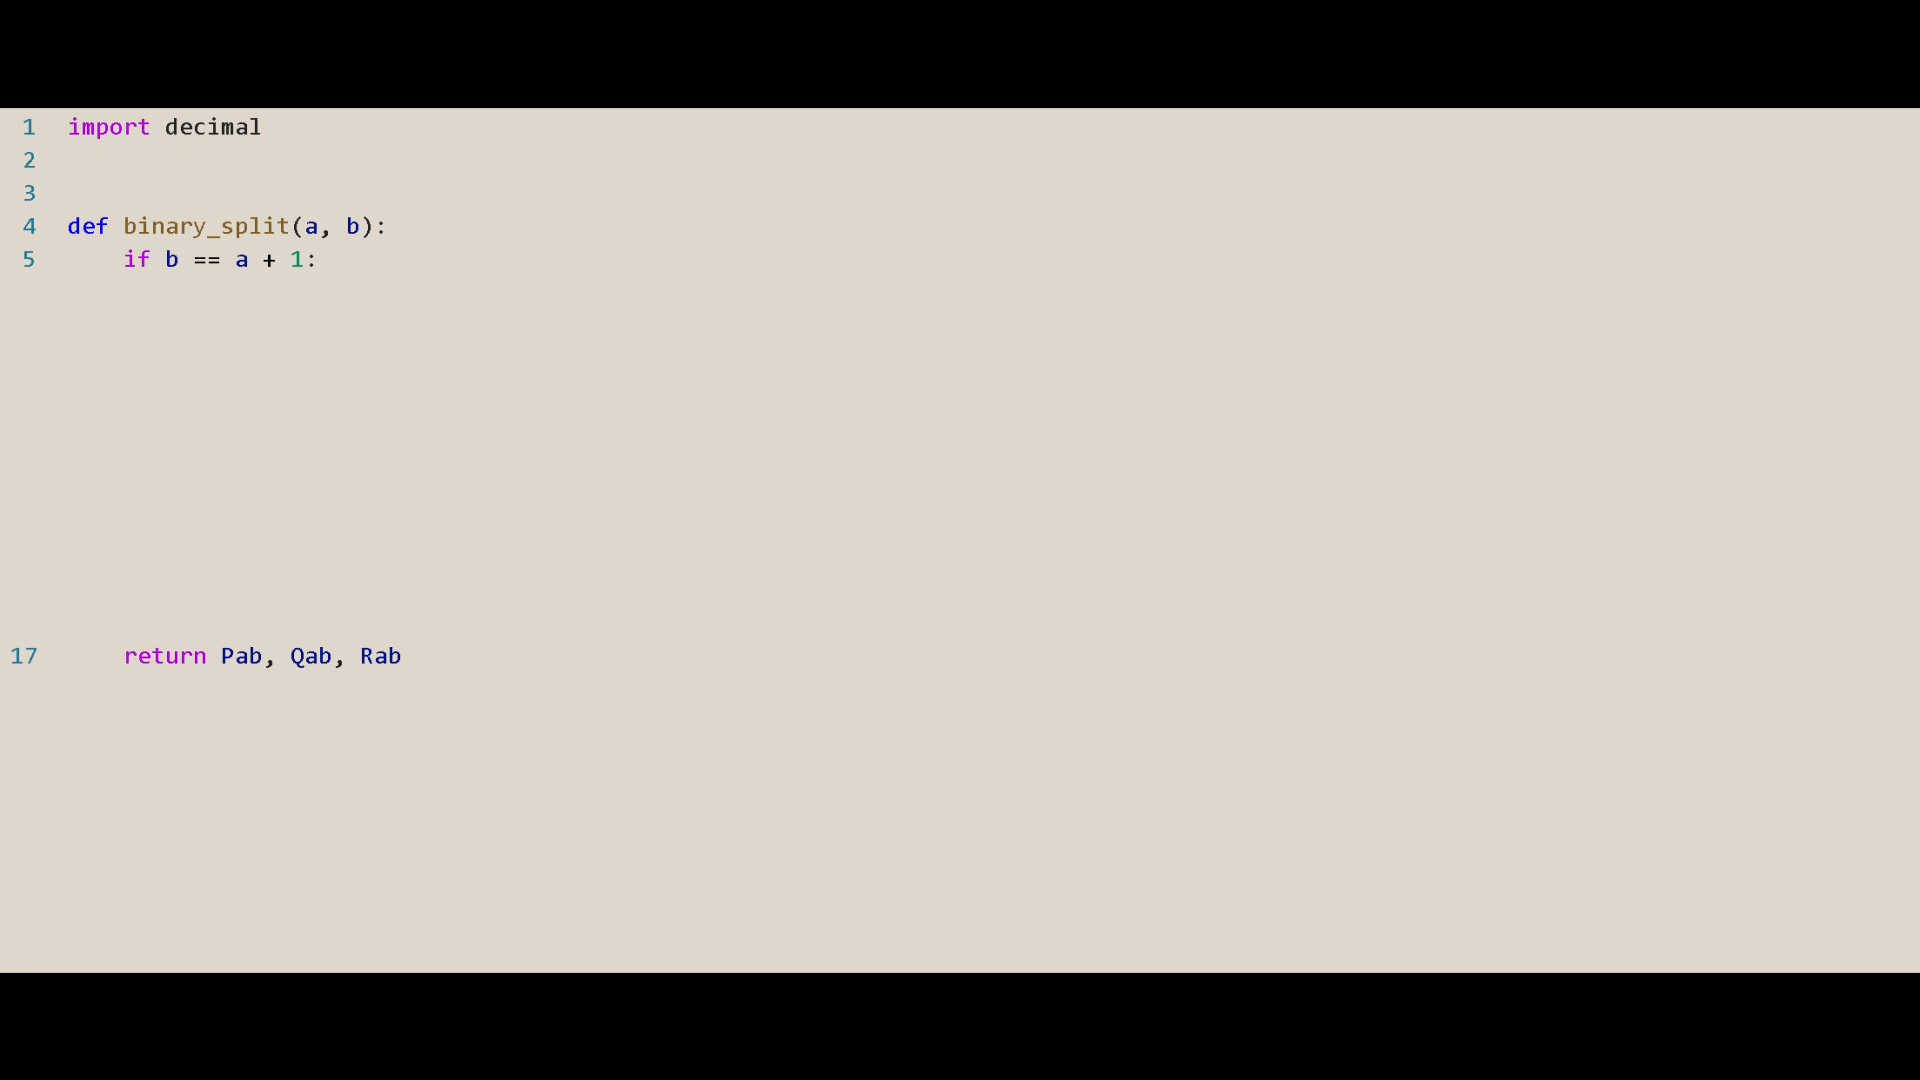 1 import decimal
2
3
4 def binary_split(a, b):
5     if b == a + 1:
17     return Pab, Qab, Rab